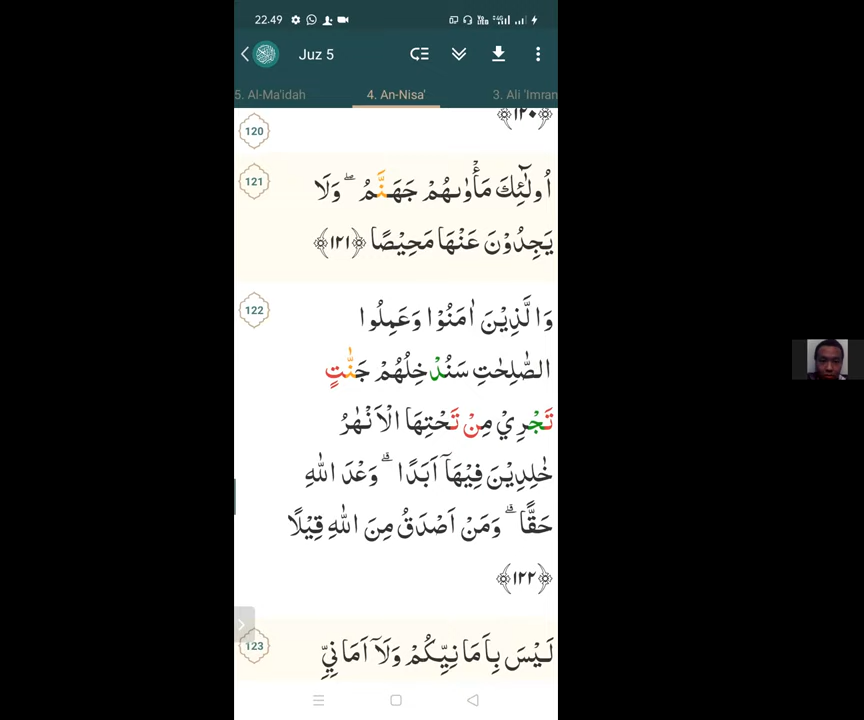 22.49
Juz 5
5. Al-Ma'idah 4. An-Nisa' 3. Ali 'Imran
120
﴿١٢٠﴾
121
اُولٰۤىِٕكَ مَأْوٰىهُمْ جَهَنَّمُۖ وَلَا
يَجِدُوْنَ عَنْهَا مَحِيْصًا ﴿١٢١﴾
122
وَالَّذِيْنَ اٰمَنُوْا وَعَمِلُوا
الصّٰلِحٰتِ سَنُدْخِلُهُمْ جَنّٰتٍ
تَجْرِيْ مِنْ تَحْتِهَا الْاَنْهٰرُ
خٰلِدِيْنَ فِيْهَآ اَبَدًاۗ وَعْدَ اللّٰهِ
حَقًّاۗ وَمَنْ اَصْدَقُ مِنَ اللّٰهِ قِيْلًا
﴿١٢٢﴾
123
لَيْسَ بِاَمَانِيِّكُمْ وَلَآ اَمَانِيِّ